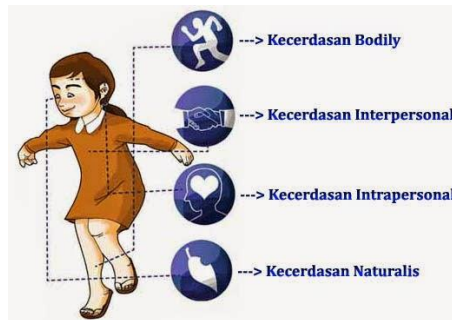 ---> Kecerdasan Bodily
---> Kecerdasan Interpersonal
---> Kecerdasan Intrapersonal
---> Kecerdasan Naturalis